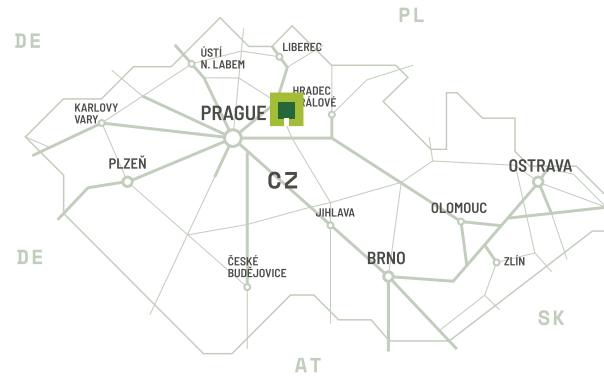 PL
DE
ÚSTÍ
N. LABEM
LIBEREC
HRADEC
KRÁLOVÉ
KARLOVY
VARY
PRAGUE
PLZEŇ
CZ
OSTRAVA
JIHLAVA
OLOMOUC
DE
ČESKÉ
BUDĚJOVICE
BRNO
ZLÍN
SK
AT